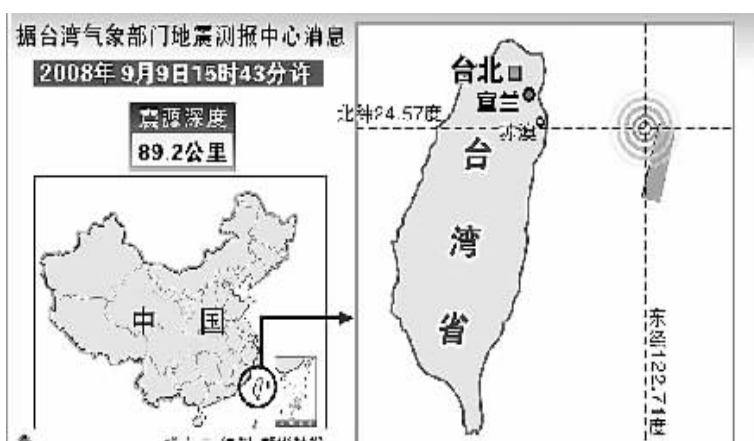 据台湾气象部门地震测报中心消息
2008年9月9日15时43分许
震源深度
89.2公里
中国
台北
宜兰
北纬24.57度
苏澳
台湾省
东经122.71度